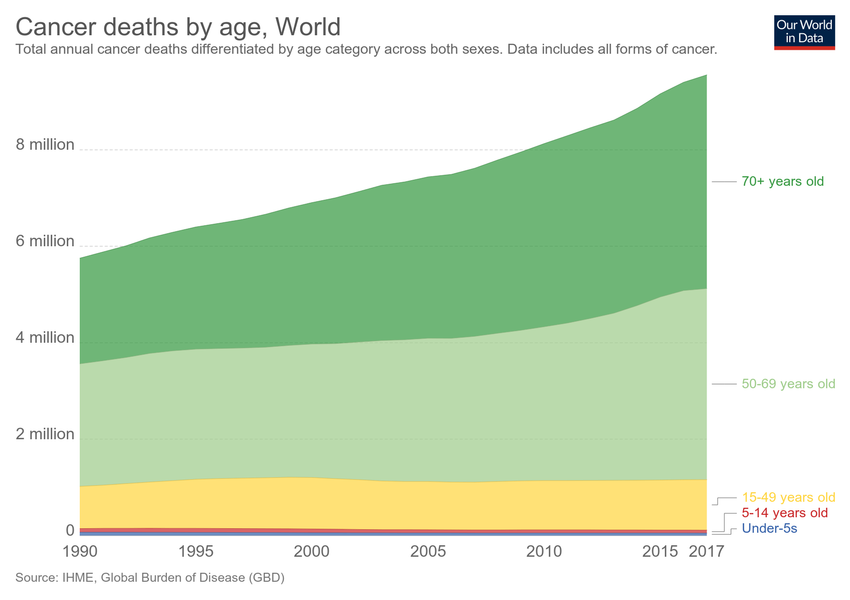 Cancer deaths by age, World
Our World
in Data
Total annual cancer deaths differentiated by age category across both sexes. Data includes all forms of cancer.
8 million
70+ years old
6 million
4 million
50-69 years old
2 million
15-49 years old
5-14 years old
Under-5s
0
1990 1995 2000 2005 2010 2015 2017
Source: IHME, Global Burden of Disease (GBD)